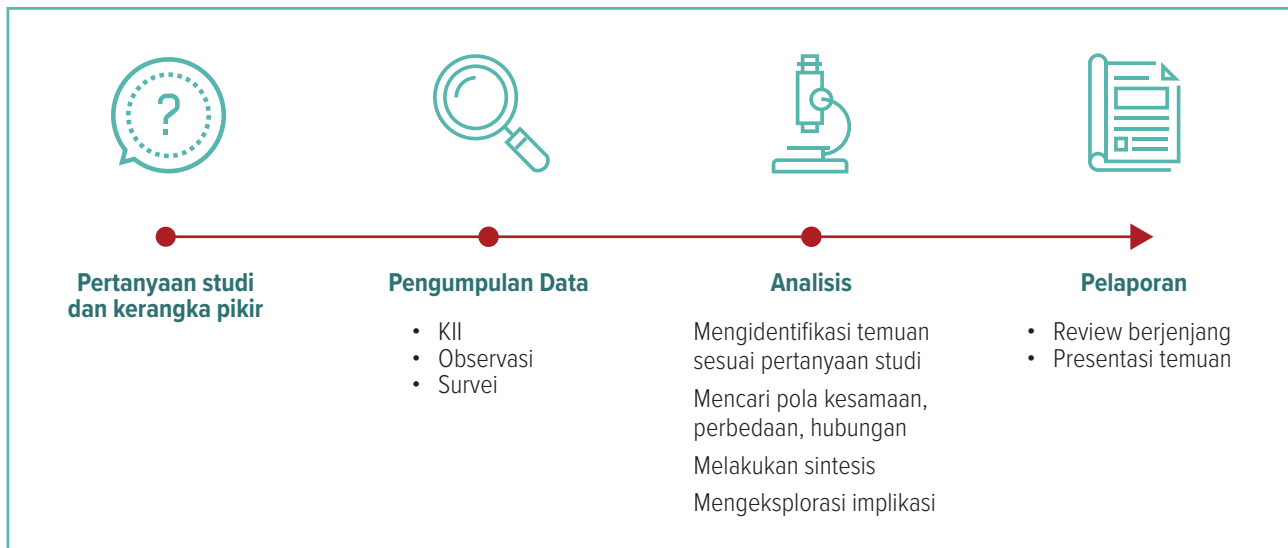 ?
Pertanyaan studi
dan kerangka pikir
Pengumpulan Data
• KII
• Observasi
• Survei
Analisis
Mengidentifikasi temuan
sesuai pertanyaan studi
Mencari pola kesamaan,
perbedaan, hubungan
Melakukan sintesis
Mengeksplorasi implikasi
Pelaporan
• Review berjenjang
• Presentasi temuan